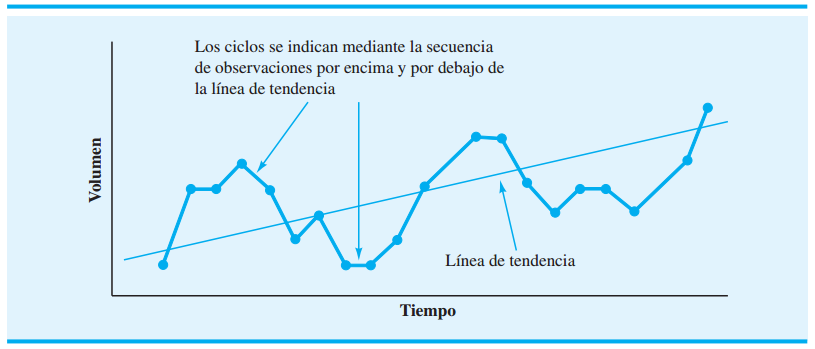 Los ciclos se indican mediante la secuencia
de observaciones por encima y por debajo de
la línea de tendencia
Volumen
Línea de tendencia
Tiempo